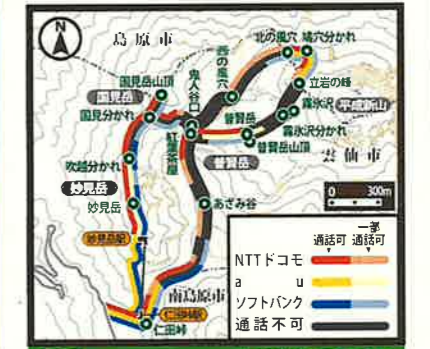 N
島原市
北の風穴
鳩穴分かれ
西の風穴
国見岳山頂
鬼人谷口
立岩の峰
国見岳
国見分かれ
霧氷沢
平成新山
紅葉茶屋
普賢岳
霧氷沢分かれ
普賢岳山頂
雲仙市
吹越分かれ
普賢岳
妙見岳
妙見岳
あざみ谷
0 300m
妙見岳駅
一部
通話可 通話可
NTTドコモ
au
ソフトバンク
通話不可
南島原市
仁田峠駅
仁田峠